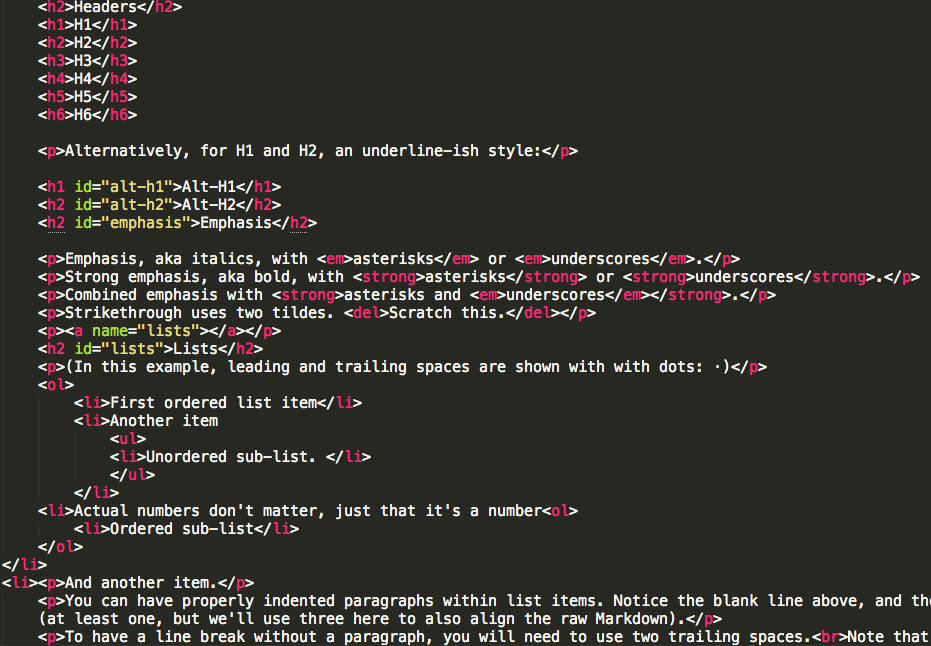 <h2>Headers</h2>
<h1>H1</h1>
<h2>H2</h2>
<h3>H3</h3>
<h4>H4</h4>
<h5>H5</h5>
<h6>H6</h6>
<p>Alternatively, for H1 and H2, an underline-ish style:</p>
<h1 id="alt-h1">Alt-H1</h1>
<h2 id="alt-h2">Alt-H2</h2>
<h2 id="emphasis">Emphasis</h2>
<p>Emphasis, aka italics, with <em>asterisks</em> or <em>underscores</em>.</p>
<p>Strong emphasis, aka bold, with <strong>asterisks</strong> or <strong>underscores</strong>.</p>
<p>Combined emphasis with <strong>asterisks and <em>underscores</em></strong>.</p>
<p>Strikethrough uses two tildes. <del>Scratch this.</del></p>
<p><a name="lists"></a></p>
<h2 id="lists">Lists</h2>
<p>(In this example, leading and trailing spaces are shown with with dots: ·)</p>
<ol>
<li>First ordered list item</li>
<li>Another item
<ul>
<li>Unordered sub-list. </li>
</ul>
</li>
<li>Actual numbers don't matter, just that it's a number<ol>
<li>Ordered sub-list</li>
</ol>
</li>
<li><p>And another item.</p>
<p>You can have properly indented paragraphs within list items. Notice the blank line above, and the
(at least one, but we'll use three here to also align the raw Markdown).</p>
<p>To have a line break without a paragraph, you will need to use two trailing spaces.<br>Note that